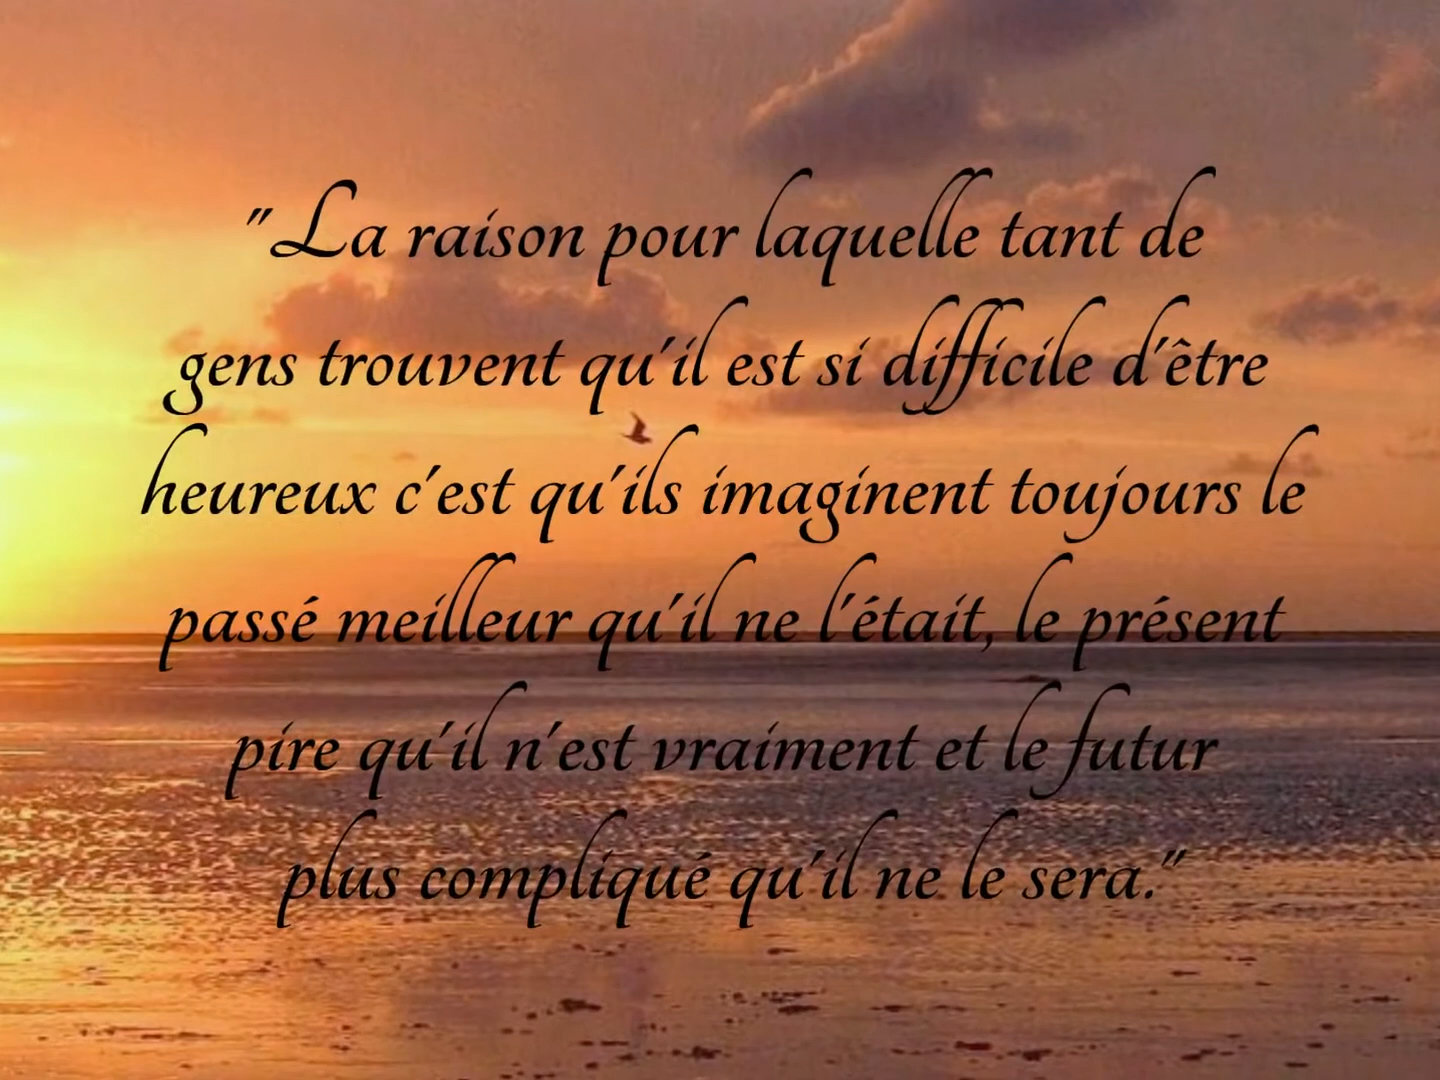 "La raison pour laquelle tant de
gens trouvent qu'il est si difficile d'être
heureux c'est qu'ils imaginent toujours le
passé meilleur qu'il ne l'était, le présent
pire qu'il n'est vraiment et le futur
plus compliqué qu'il ne le sera."